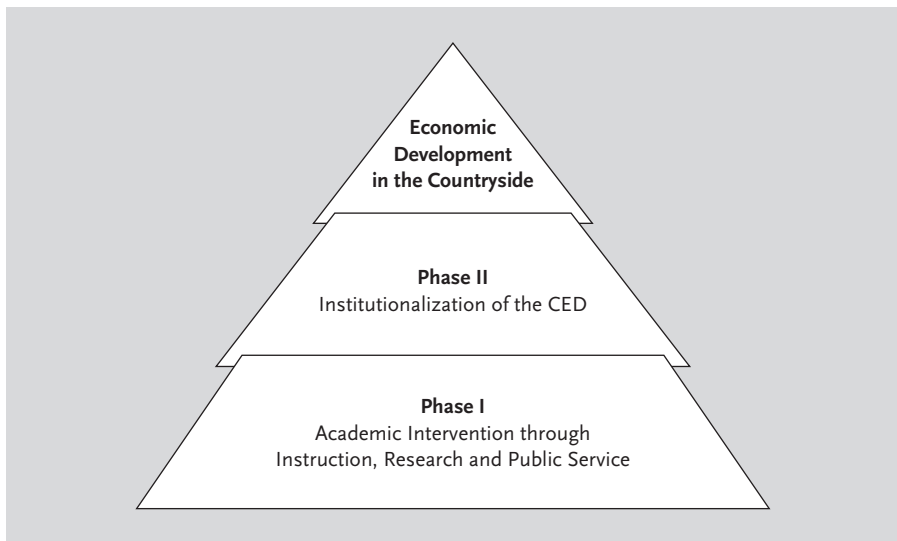 Economic
Development
in the Countryside
Phase II
Institutionalization of the CED
Phase I
Academic Intervention through
Instruction, Research and Public Service